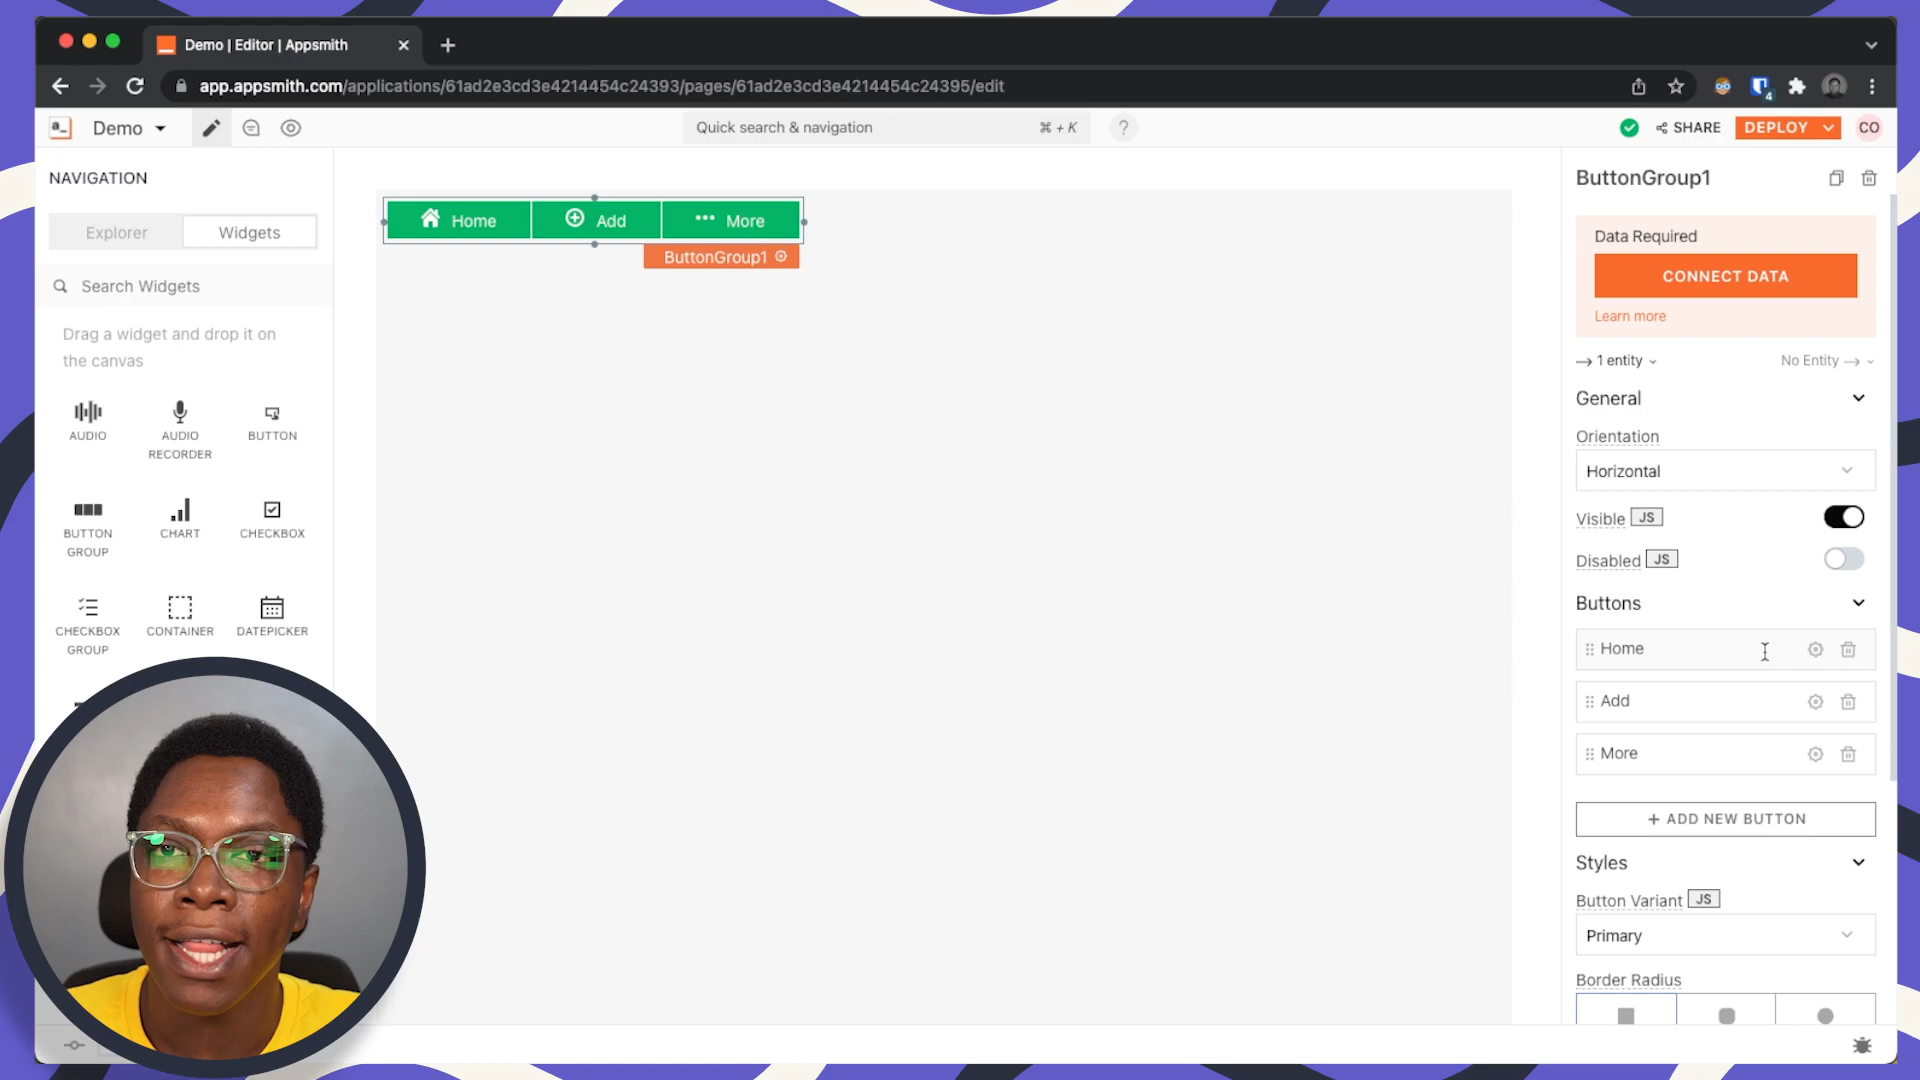 Demo | Editor | Appsmith
app.appsmith.com/applications/61ad2e3cd3e4214454c24393/pages/61ad2e3cd3e4214454c24395/edit
4
a_
Demo
Quick search & navigation
⌘ + K
?
SHARE
DEPLOY
CO
NAVIGATION
Explorer
Widgets
Search Widgets
Drag a widget and drop it on
the canvas
AUDIO
AUDIO
RECORDER
BUTTON
BUTTON
GROUP
CHART
CHECKBOX
CHECKBOX
GROUP
CONTAINER
DATEPICKER
Home
Add
More
ButtonGroup1
ButtonGroup1
Data Required
CONNECT DATA
Learn more
1 entity
No Entity
General
Orientation
Horizontal
Visible JS
Disabled JS
Buttons
Home
Add
More
+ ADD NEW BUTTON
Styles
Button Variant JS
Primary
Border Radius